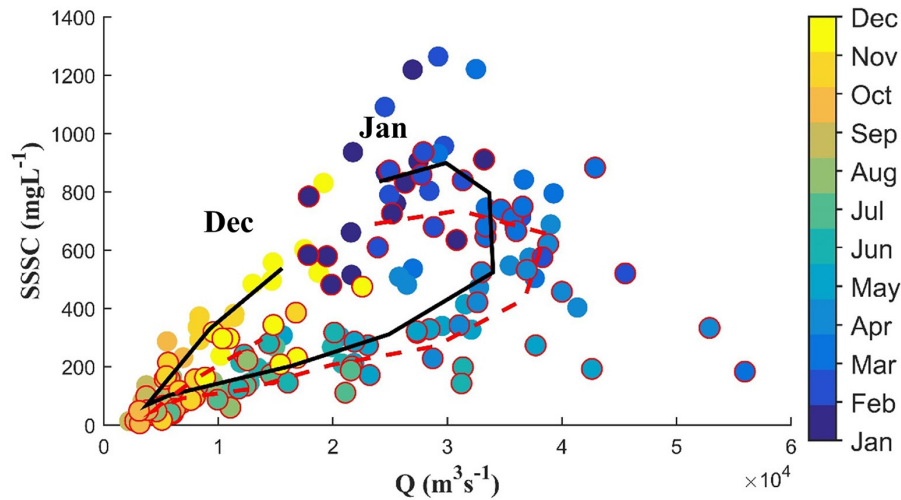 1400
1200
1000
800
600
400
200
0
SSSC (mgL⁻¹)
Jan
Dec
0 1 2 3 4 5 6
×10⁴
Q (m³s⁻¹)
Dec
Nov
Oct
Sep
Aug
Jul
Jun
May
Apr
Mar
Feb
Jan